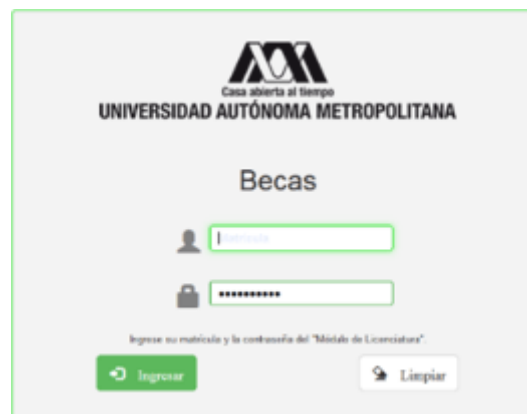 Casa abierta al tiempo
UNIVERSIDAD AUTÓNOMA METROPOLITANA
Becas
Matrícula
••••••••••
Ingrese su matrícula y la contraseña del "Módulo de Licenciatura".
Ingresar
Limpiar